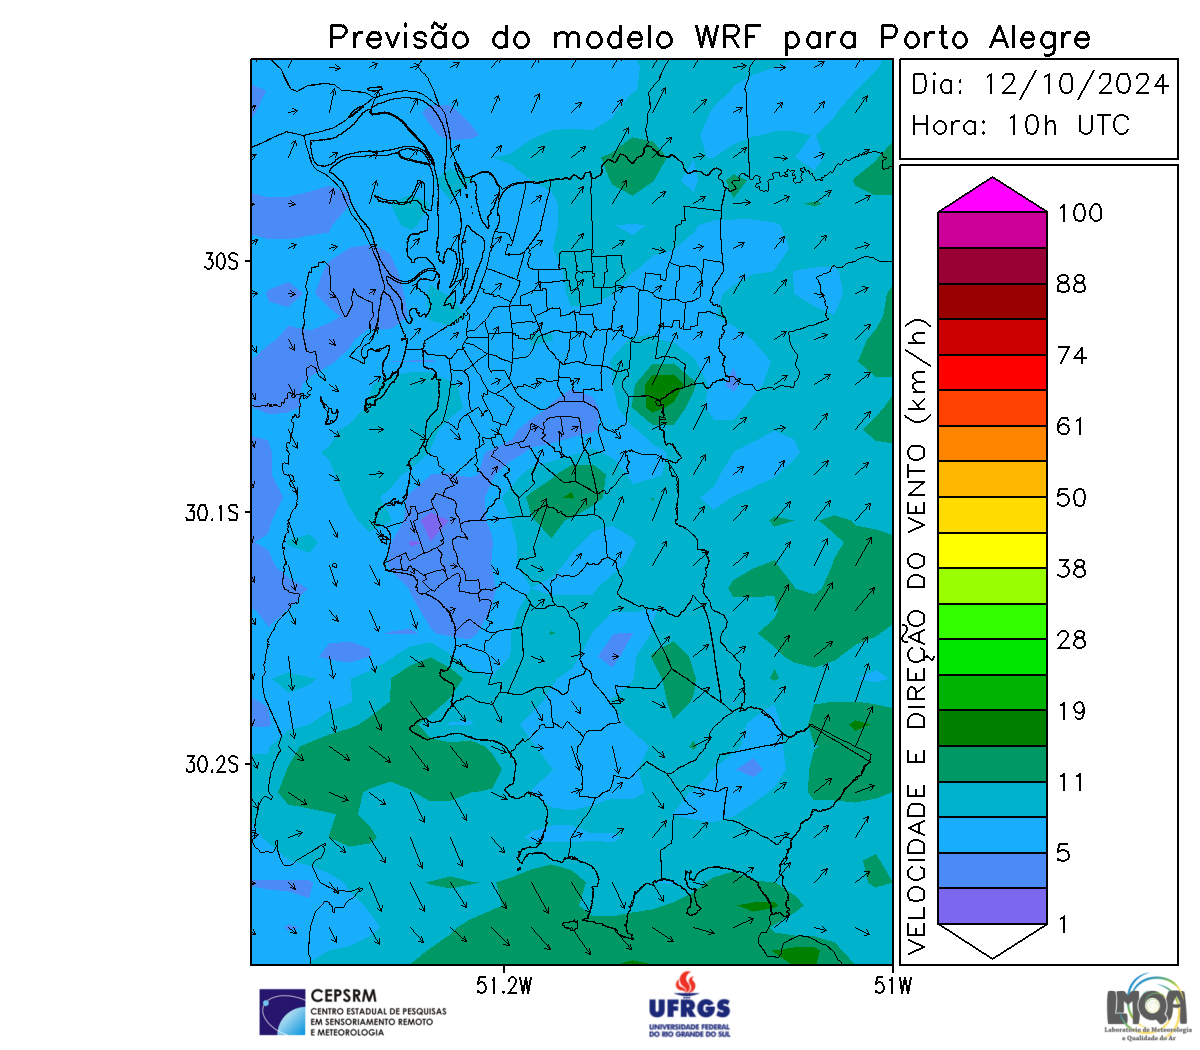 Previsão do modelo WRF para Porto Alegre
Dia: 12/10/2024
Hora: 10h UTC
30S
30.1S
30.2S
51.2W
51W
VELOCIDADE E DIREÇÃO DO VENTO (km/h)
100
88
74
61
50
38
28
19
11
5
1
CEPSRM
CENTRO ESTADUAL DE PESQUISAS
EM SENSORIAMENTO REMOTO
E METEOROLOGIA
UFRGS
UNIVERSIDADE FEDERAL
DO RIO GRANDE DO SUL
LMQA
Laboratório de Meteorologia
e Qualidade do Ar